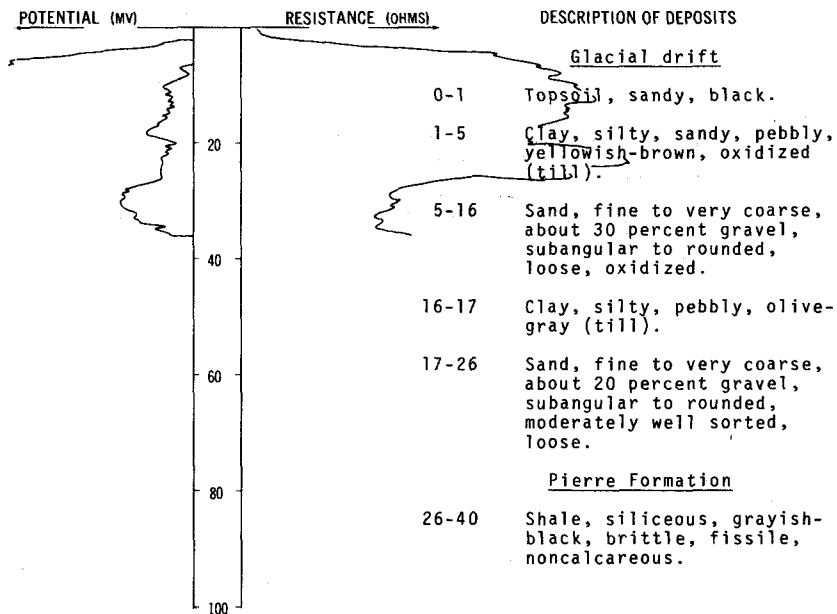 POTENTIAL (MV) RESISTANCE (OHMS) DESCRIPTION OF DEPOSITS
Glacial drift
0-1 Topsoil, sandy, black.
1-5 Clay, silty, sandy, pebbly,
yellowish-brown, oxidized
(till).
5-16 Sand, fine to very coarse,
about 30 percent gravel,
subangular to rounded,
loose, oxidized.
16-17 Clay, silty, pebbly, olive-
gray (till).
17-26 Sand, fine to very coarse,
about 20 percent gravel,
subangular to rounded,
moderately well sorted,
loose.
Pierre Formation
26-40 Shale, siliceous, grayish-
black, brittle, fissile,
noncalcareous.
20
40
60
80
100